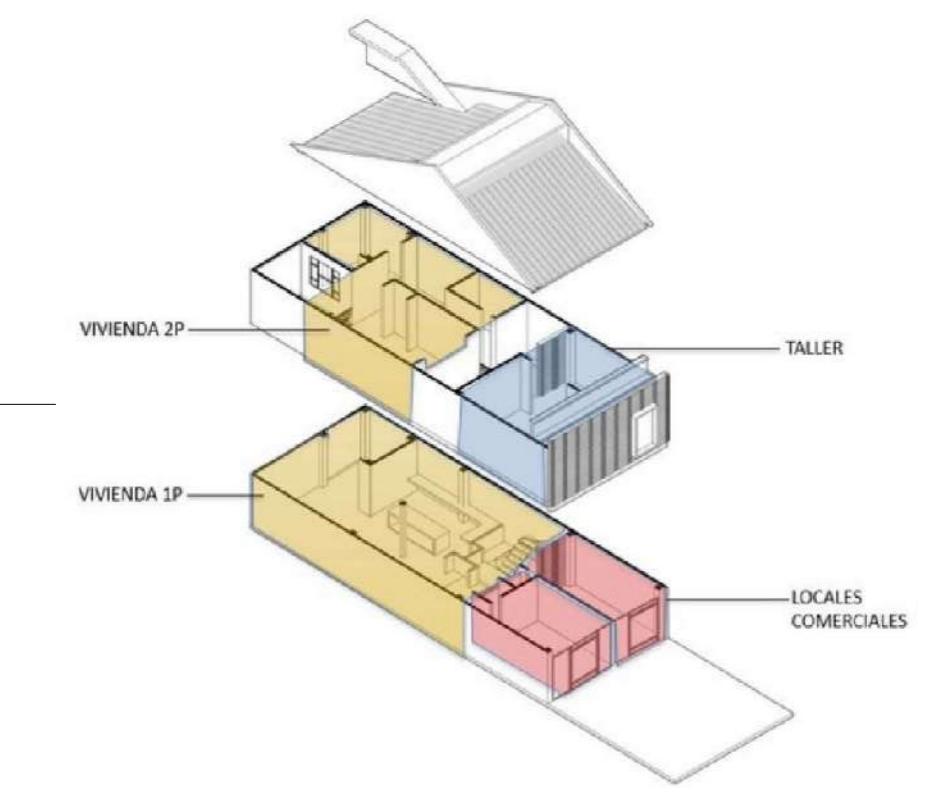 VIVIENDA 2P
TALLER
VIVIENDA 1P
LOCALES
COMERCIALES